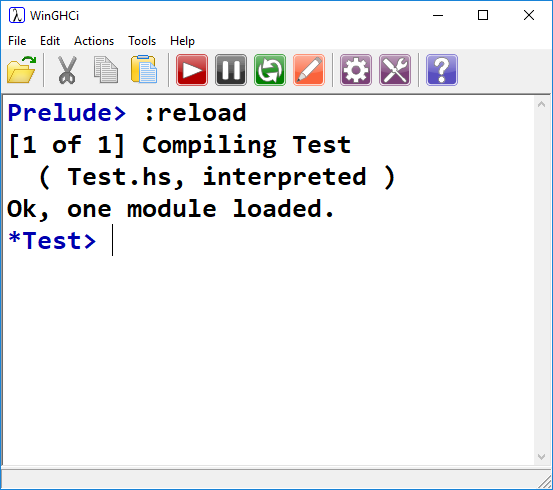 WinGHCi
File Edit Actions Tools Help
Prelude> :reload
[1 of 1] Compiling Test
  ( Test.hs, interpreted )
Ok, one module loaded.
*Test>